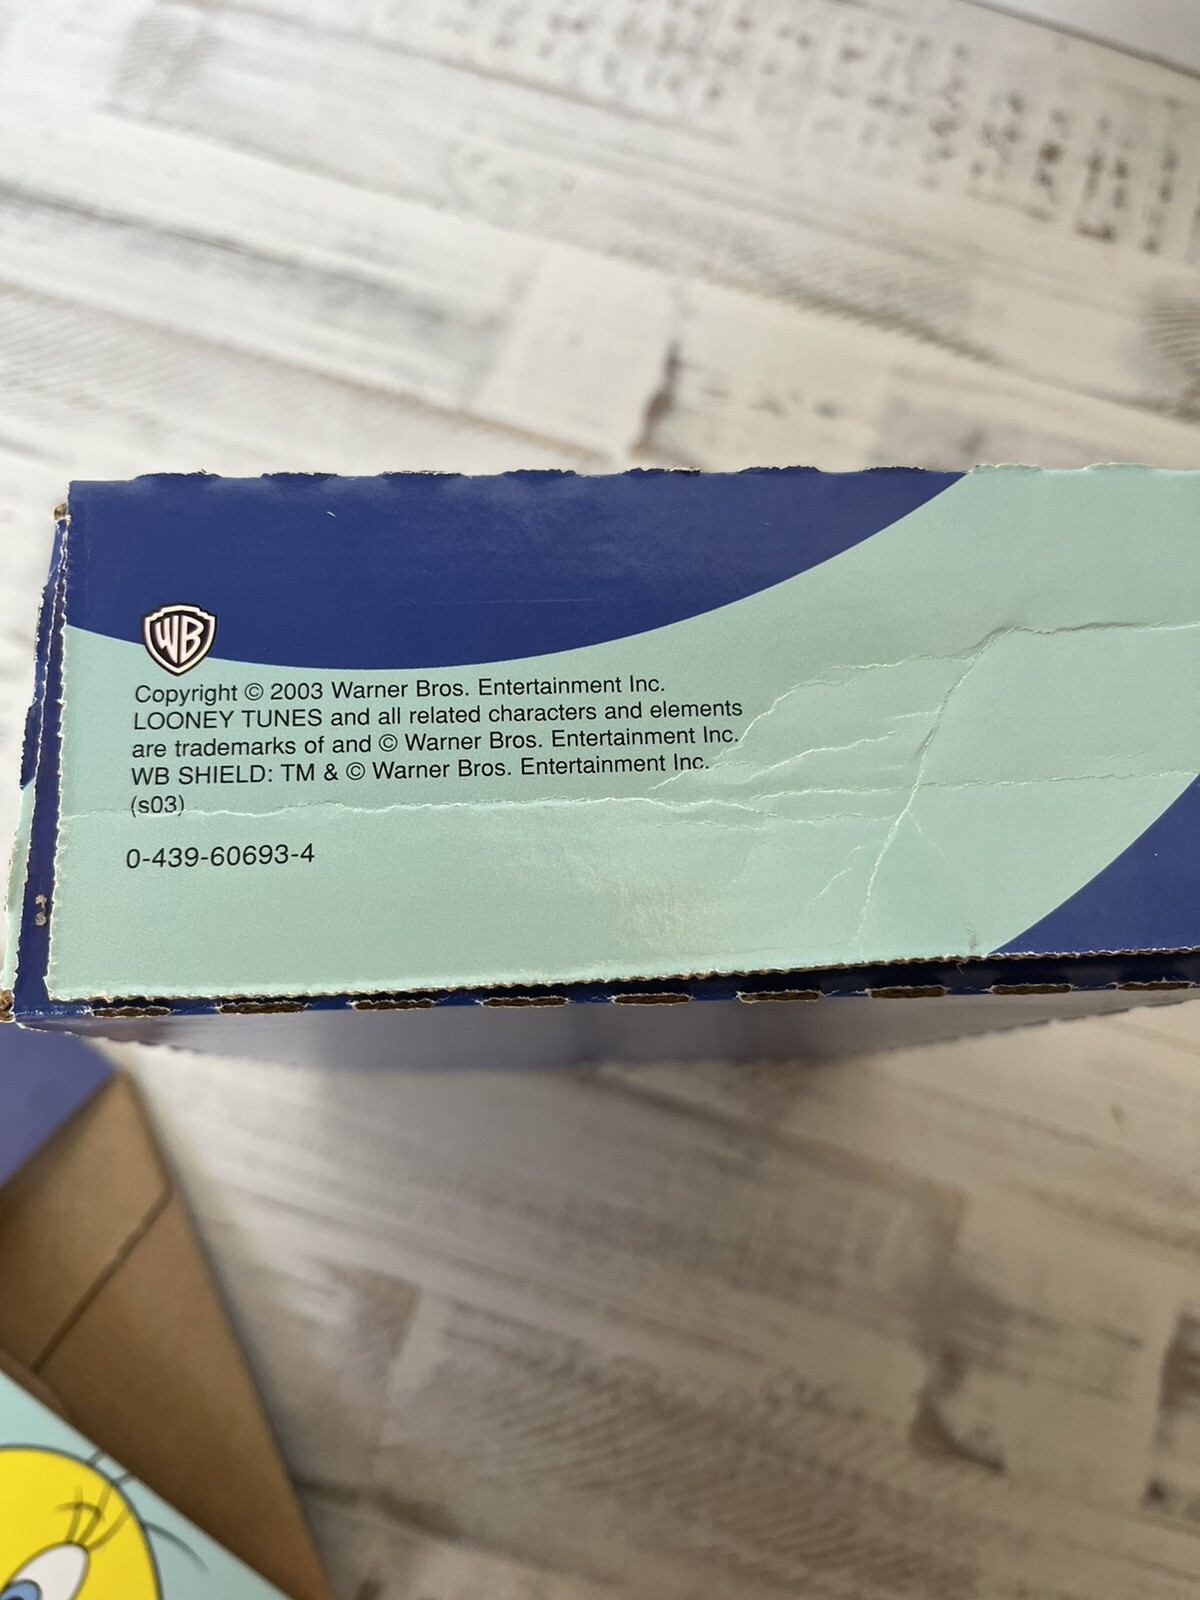 WB
Copyright © 2003 Warner Bros. Entertainment Inc.
LOONEY TUNES and all related characters and elements
are trademarks of and © Warner Bros. Entertainment Inc.
WB SHIELD: TM & © Warner Bros. Entertainment Inc.
(s03)
0-439-60693-4